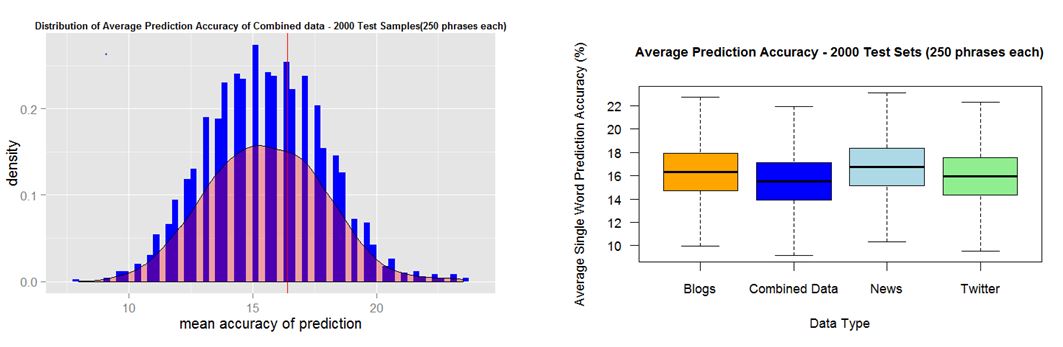 Distribution of Average Prediction Accuracy of Combined data - 2000 Test Samples(250 phrases each)
density
0.2
0.1
0.0
10 15 20
mean accuracy of prediction
Average Prediction Accuracy - 2000 Test Sets (250 phrases each)
Average Single Word Prediction Accuracy (%)
22
20
18
16
14
12
10
Blogs Combined Data News Twitter
Data Type